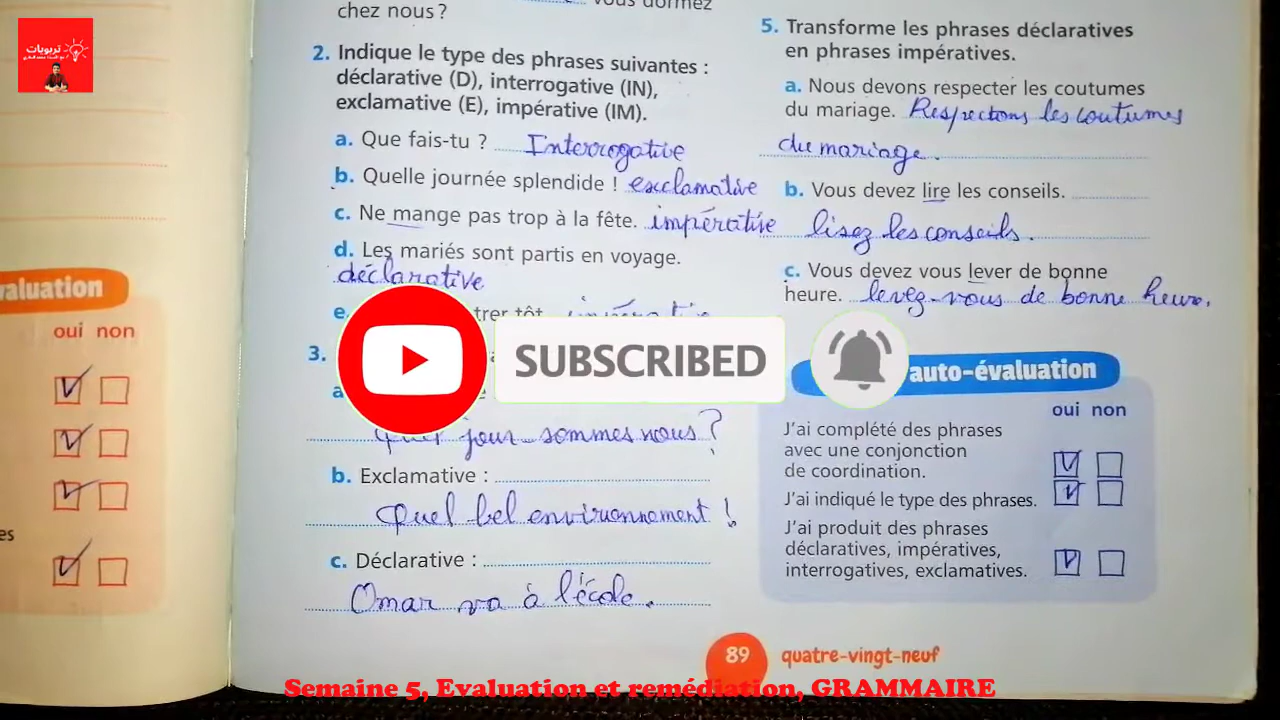 تربويات
chez nous ?
vous dormez
2. Indique le type des phrases suivantes :
déclarative (D), interrogative (IN),
exclamative (E), impérative (IM).
a. Que fais-tu ? Interrogative
b. Quelle journée splendide ! exclamative
c. Ne mange pas trop à la fête. impérative
d. Les mariés sont partis en voyage.
déclarative
e. trer tôt
3.
a
jour sommes nous ?
b. Exclamative :
Quel bel environnement !
c. Déclarative :
Omar va à l'école.
5. Transforme les phrases déclaratives
en phrases impératives.
a. Nous devons respecter les coutumes
du mariage. Respectons les coutumes
du mariage.
b. Vous devez lire les conseils.
lisez les conseils.
c. Vous devez vous lever de bonne
heure. levez-vous de bonne heure.
SUBSCRIBED
valuation
oui non
es
auto-évaluation
oui non
J'ai complété des phrases
avec une conjonction
de coordination.
J'ai indiqué le type des phrases.
J'ai produit des phrases
déclaratives, impératives,
interrogatives, exclamatives.
89 quatre-vingt-neuf
Semaine 5, Evaluation et remédiation, GRAMMAIRE